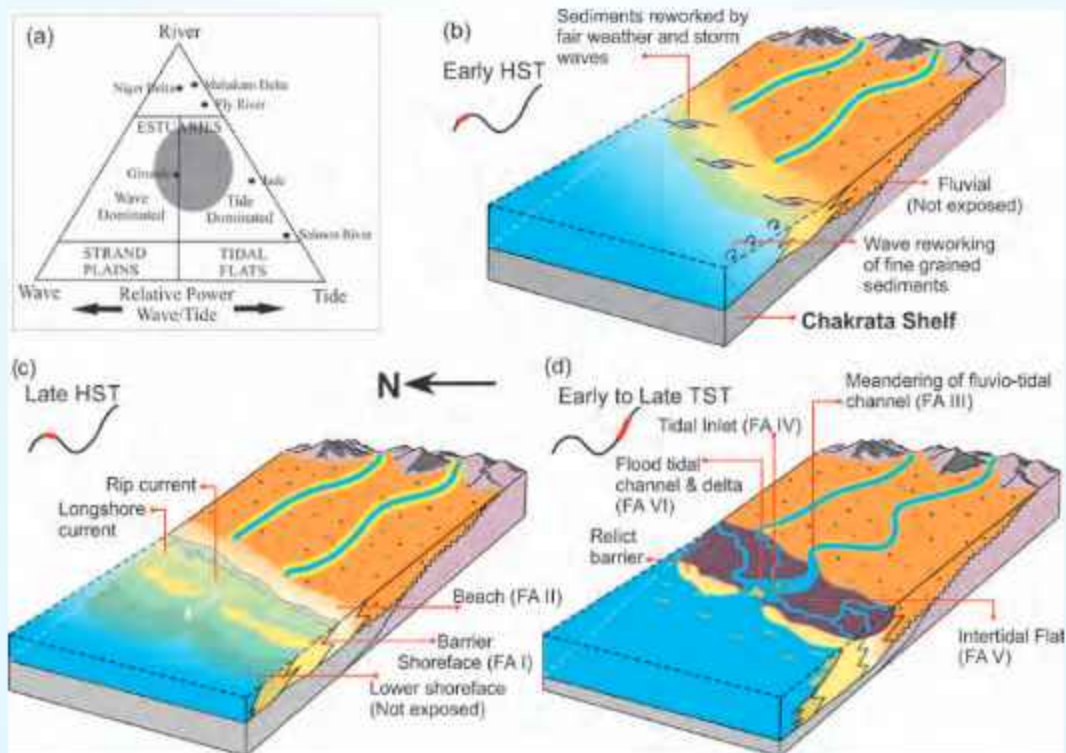 (a)
River
Niger Delta
Mahakam Delta
Fly River
ESTUARIES
Gironde
Jade
Wave
Dominated
Tide
Dominated
Salmon River
STRAND
PLAINS
TIDAL
FLATS
Wave
Relative Power
Wave/Tide
Tide
(b)
Early HST
Sediments reworked by
fair weather and storm
waves
Fluvial
(Not exposed)
Wave reworking
of fine grained
sediments
Chakrata Shelf
(c)
Late HST
N
Rip current
Longshore
current
Beach (FA II)
Barrier
Shoreface (FA I)
Lower shoreface
(Not exposed)
(d)
Early to Late TST
Meandering of fluvio-tidal
channel (FA III)
Tidal Inlet (FA IV)
Flood tidal
channel & delta
(FA VI)
Relict
barrier
Intertidal Flat
(FA V)